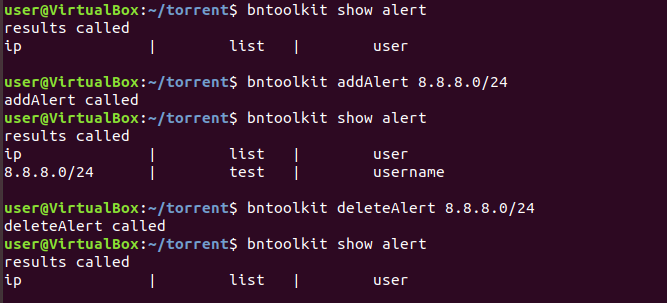 user@VirtualBox:~/torrent$ bntoolkit show alert
results called
ip | list | user
user@VirtualBox:~/torrent$ bntoolkit addAlert 8.8.8.0/24
addAlert called
user@VirtualBox:~/torrent$ bntoolkit show alert
results called
ip | list | user
8.8.8.0/24 | test | username
user@VirtualBox:~/torrent$ bntoolkit deleteAlert 8.8.8.0/24
deleteAlert called
user@VirtualBox:~/torrent$ bntoolkit show alert
results called
ip | list | user